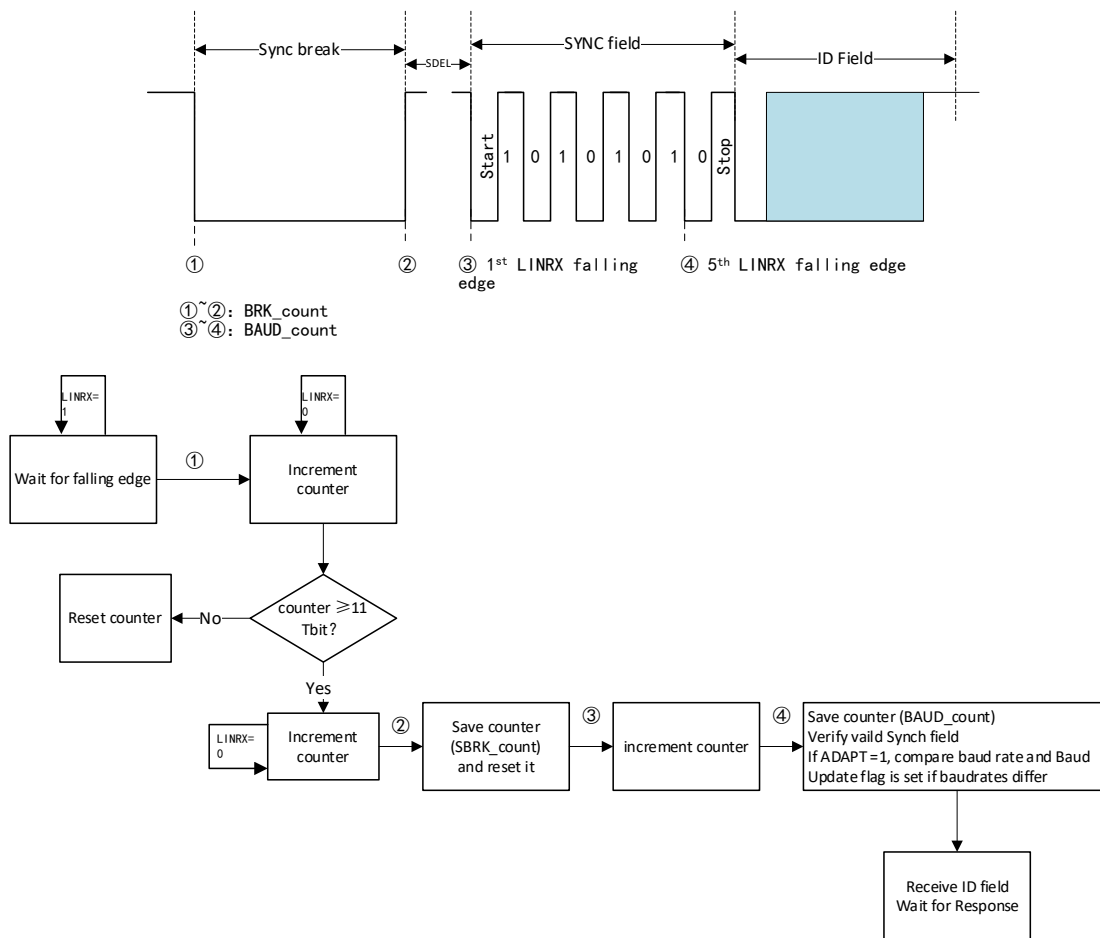 Sync break
SDEL
SYNC field
ID Field
Start
1
0
1
0
1
0
1
0
Stop
①
②
③ 1st LINRX falling
edge
④ 5th LINRX falling edge
①~②: BRK_count
③~④: BAUD_count
LINRX=
1
LINRX=
0
Wait for falling edge
①
Increment
counter
Reset counter
No
counter ≥11
Tbit?
Yes
LINRX=
0
Increment
counter
②
Save counter
(SBRK_count)
and reset it
③
increment counter
④
Save counter (BAUD_count)
Verify vaild Synch field
If ADAPT=1, compare baud rate and Baud
Update flag is set if baudrates differ
Receive ID field
Wait for Response